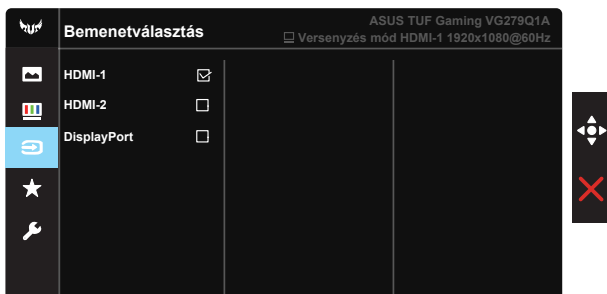 ASUS TUF Gaming VG279Q1A
Bemenetválasztás
Versenyzés mód HDMI-1 1920x1080@60Hz
HDMI-1
HDMI-2
DisplayPort